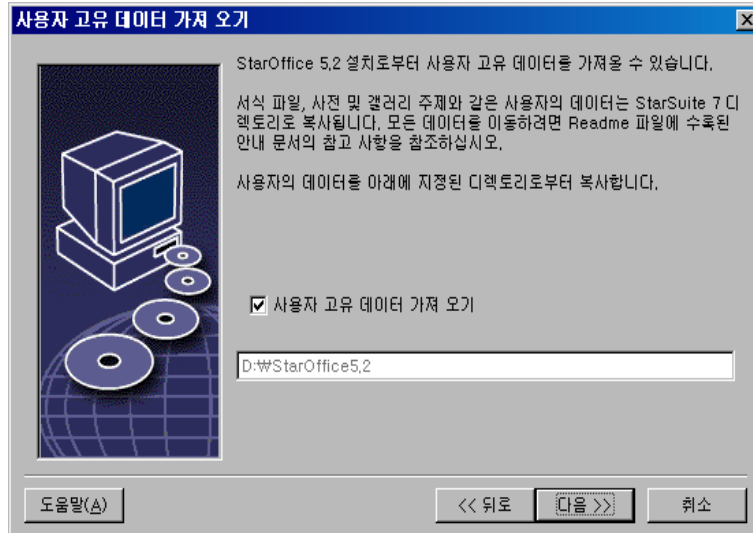 사용자 고유 데이터 가져 오기
StarOffice 5.2 설치로부터 사용자 고유 데이터를 가져올 수 있습니다.
서식 파일, 사전 및 갤러리 주제와 같은 사용자의 데이터는 StarSuite 7 디
렉토리로 복사됩니다. 모든 데이터를 이동하려면 Readme 파일에 수록된
안내 문서의 참고 사항을 참조하십시오.
사용자의 데이터를 아래에 지정된 디렉토리로부터 복사합니다.
사용자 고유 데이터 가져 오기
D:₩StarOffice5.2
도움말(A)
<< 뒤로
다음 >>
취소